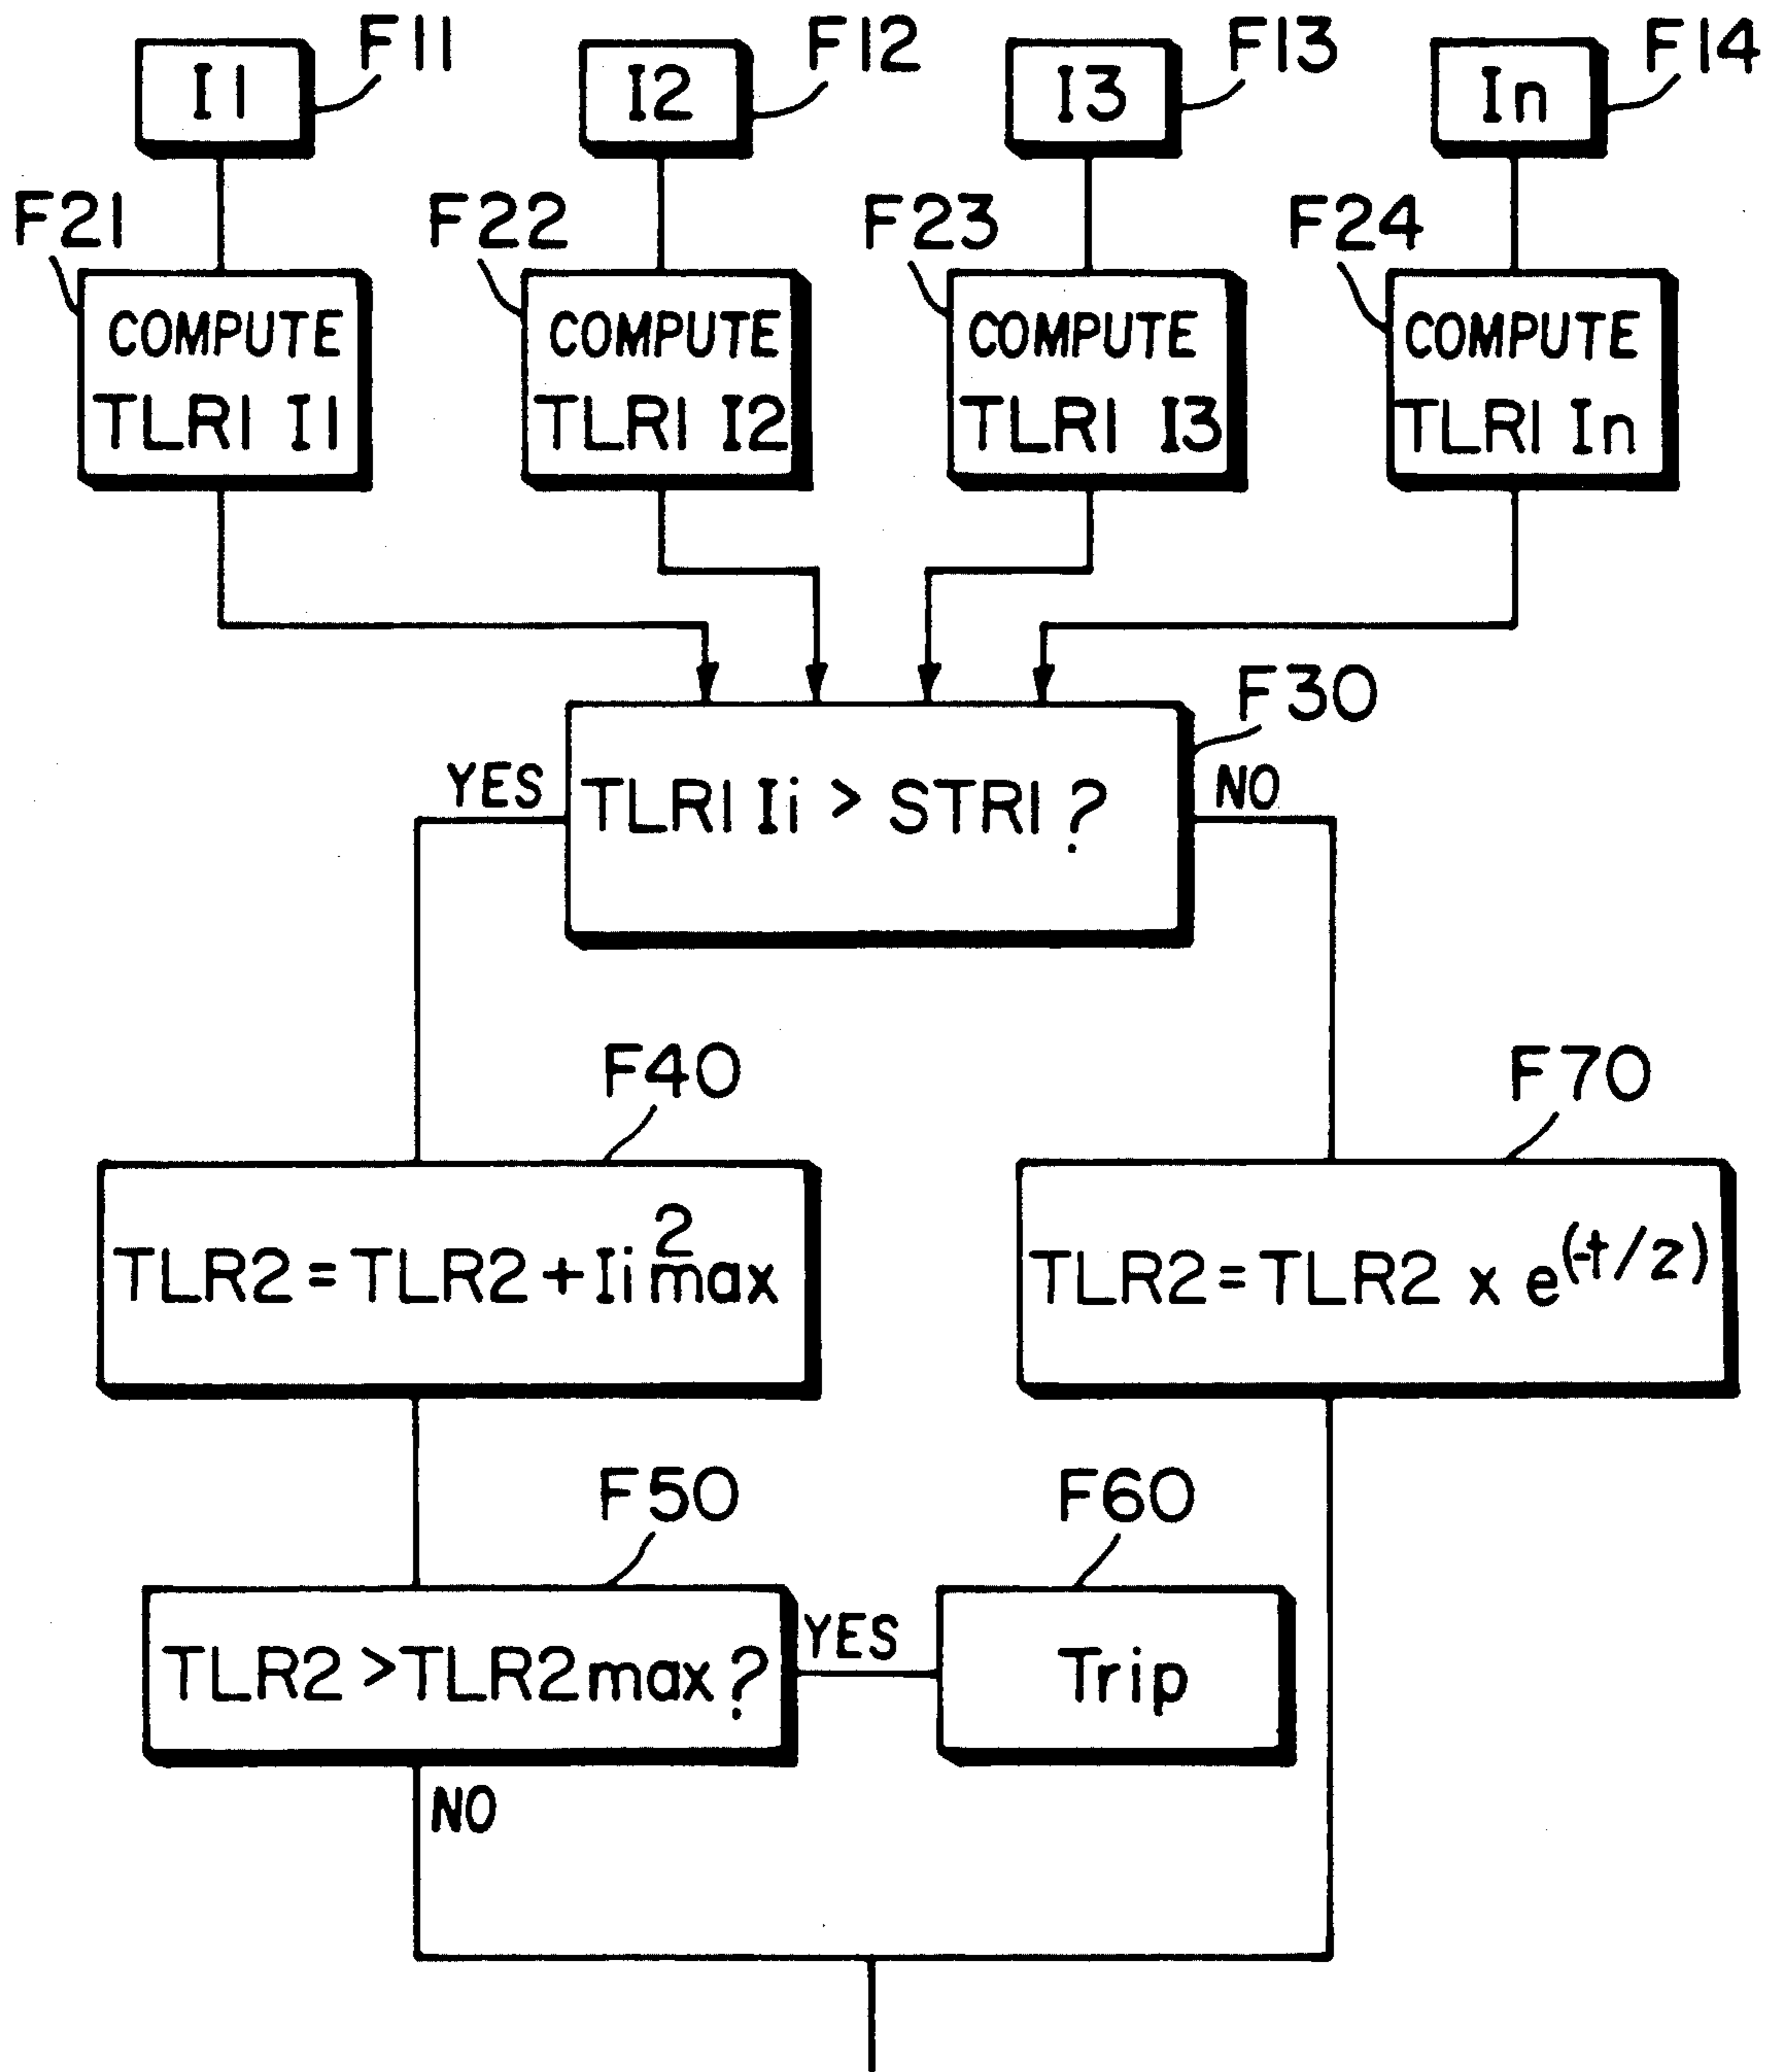 I1 F11 I2 F12 I3 F13 In F14
F21 F22 F23 F24
COMPUTE COMPUTE COMPUTE COMPUTE
TLR1 I1 TLR1 I2 TLR1 I3 TLR1 In
F30
YES TLR1 Ii > STR1 ? NO
F40 F70
TLR2 = TLR2 + Ii²max TLR2 = TLR2 x e(-t/z)
F50 F60
TLR2 > TLR2max ? YES Trip
NO